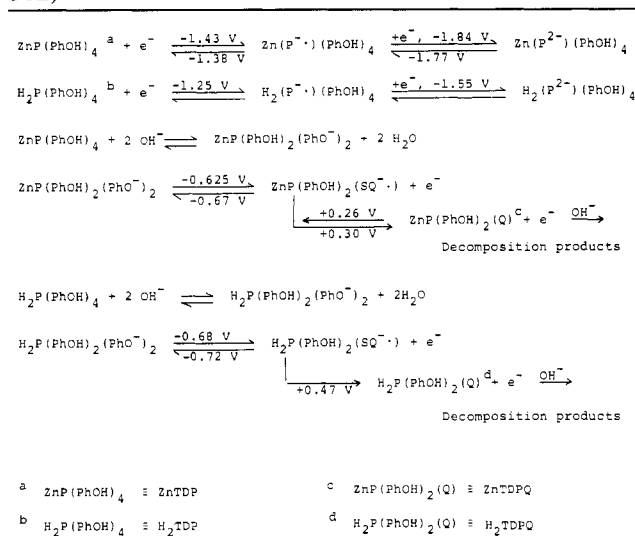 ZnP(PhOH)₄ ᵃ + e⁻ −1.43 V −1.38 V Zn(P⁻·)(PhOH)₄ +e⁻, −1.84 V −1.77 V Zn(P²⁻)(PhOH)₄
H₂P(PhOH)₄ ᵇ + e⁻ −1.25 V H₂(P⁻·)(PhOH)₄ +e⁻, −1.55 V H₂(P²⁻)(PhOH)₄
ZnP(PhOH)₄ + 2 OH⁻ ⇌ ZnP(PhOH)₂(PhO⁻)₂ + 2 H₂O
ZnP(PhOH)₂(PhO⁻)₂ −0.625 V −0.67 V ZnP(PhOH)₂(SQ⁻·) + e⁻
+0.26 V +0.30 V ZnP(PhOH)₂(Q)ᶜ + e⁻ OH⁻ →
Decomposition products
H₂P(PhOH)₄ + 2 OH⁻ ⇌ H₂P(PhOH)₂(PhO⁻)₂ + 2H₂O
H₂P(PhOH)₂(PhO⁻)₂ −0.68 V −0.72 V H₂P(PhOH)₂(SQ⁻·) + e⁻
+0.47 V H₂P(PhOH)₂(Q)ᵈ + e⁻ OH⁻ →
Decomposition products
a ZnP(PhOH)₄ ≡ ZnTDP
b H₂P(PhOH)₄ ≡ H₂TDP
c ZnP(PhOH)₂(Q) ≡ ZnTDPQ
d H₂P(PhOH)₂(Q) ≡ H₂TDPQ